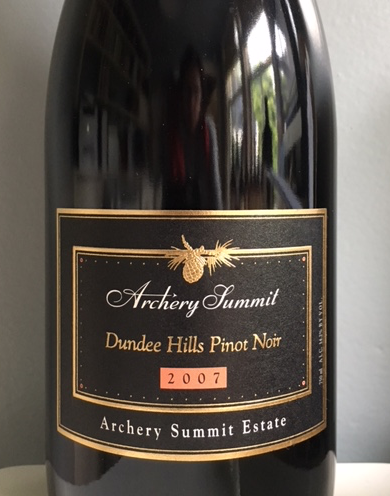 Archery Summit
Dundee Hills Pinot Noir
2007
Archery Summit Estate